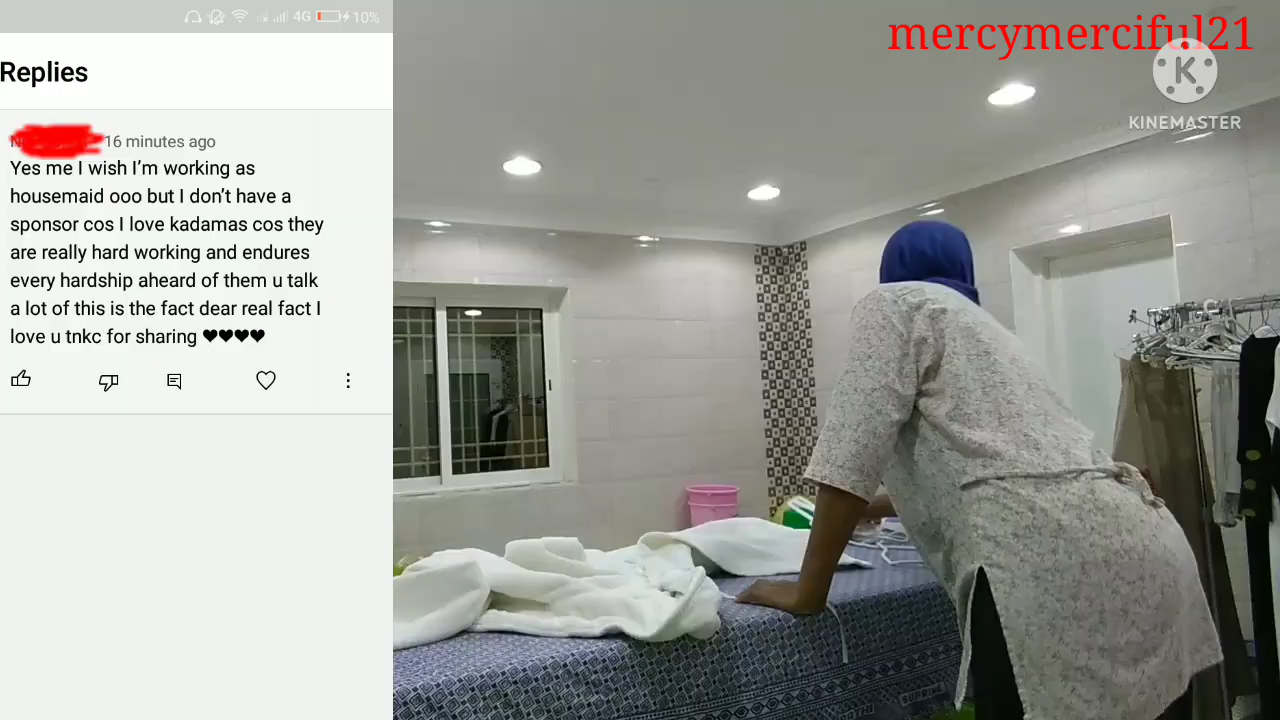 4G 10%
Replies
16 minutes ago
Yes me I wish I'm working as
housemaid ooo but I don't have a
sponsor cos I love kadamas cos they
are really hard working and endures
every hardship aheard of them u talk
a lot of this is the fact dear real fact I
love u tnkc for sharing ♥♥♥♥
mercymerciful21
K
KINEMASTER